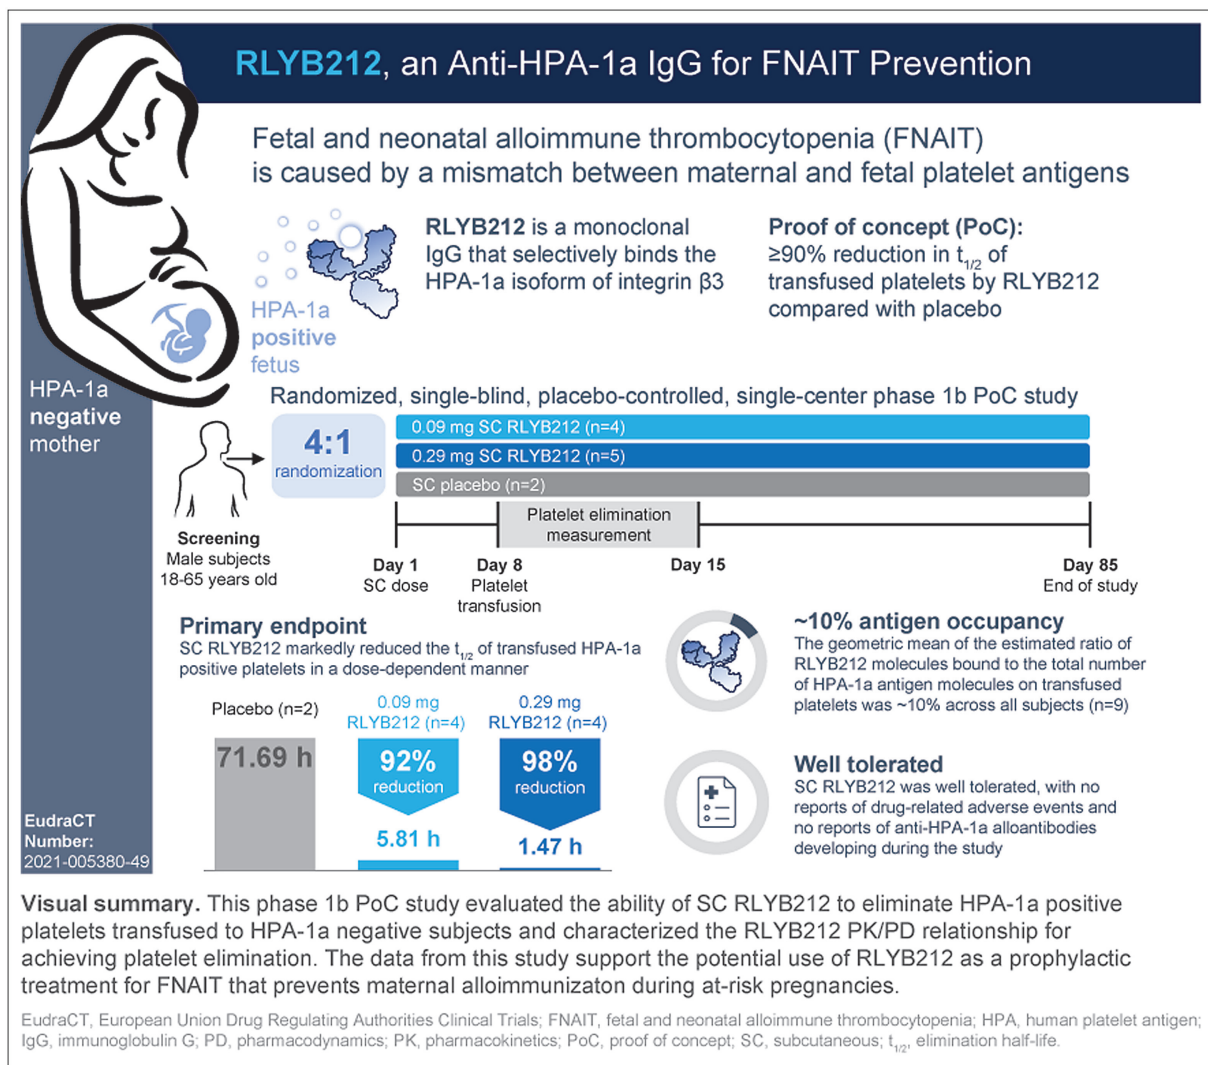 RLYB212, an Anti-HPA-1a IgG for FNAIT Prevention
Fetal and neonatal alloimmune thrombocytopenia (FNAIT)
is caused by a mismatch between maternal and fetal platelet antigens
RLYB212 is a monoclonal
IgG that selectively binds the
HPA-1a isoform of integrin β3
Proof of concept (PoC):
≥90% reduction in t1/2 of
transfused platelets by RLYB212
compared with placebo
HPA-1a
positive
fetus
HPA-1a
negative
mother
Randomized, single-blind, placebo-controlled, single-center phase 1b PoC study
4:1
randomization
0.09 mg SC RLYB212 (n=4)
0.29 mg SC RLYB212 (n=5)
SC placebo (n=2)
Platelet elimination
measurement
Screening
Male subjects
18-65 years old
Day 1
SC dose
Day 8
Platelet
transfusion
Day 15
Day 85
End of study
Primary endpoint
SC RLYB212 markedly reduced the t1/2 of transfused HPA-1a
positive platelets in a dose-dependent manner
Placebo (n=2)
0.09 mg
RLYB212 (n=4)
0.29 mg
RLYB212 (n=4)
71.69 h
92%
reduction
5.81 h
98%
reduction
1.47 h
~10% antigen occupancy
The geometric mean of the estimated ratio of
RLYB212 molecules bound to the total number
of HPA-1a antigen molecules on transfused
platelets was ~10% across all subjects (n=9)
Well tolerated
SC RLYB212 was well tolerated, with no
reports of drug-related adverse events and
no reports of anti-HPA-1a alloantibodies
developing during the study
EudraCT
Number:
2021-005380-49
Visual summary. This phase 1b PoC study evaluated the ability of SC RLYB212 to eliminate HPA-1a positive
platelets transfused to HPA-1a negative subjects and characterized the RLYB212 PK/PD relationship for
achieving platelet elimination. The data from this study support the potential use of RLYB212 as a prophylactic
treatment for FNAIT that prevents maternal alloimmunizaton during at-risk pregnancies.
EudraCT, European Union Drug Regulating Authorities Clinical Trials; FNAIT, fetal and neonatal alloimmune thrombocytopenia; HPA, human platelet antigen;
IgG, immunoglobulin G; PD, pharmacodynamics; PK, pharmacokinetics; PoC, proof of concept; SC, subcutaneous; t1/2, elimination half-life.